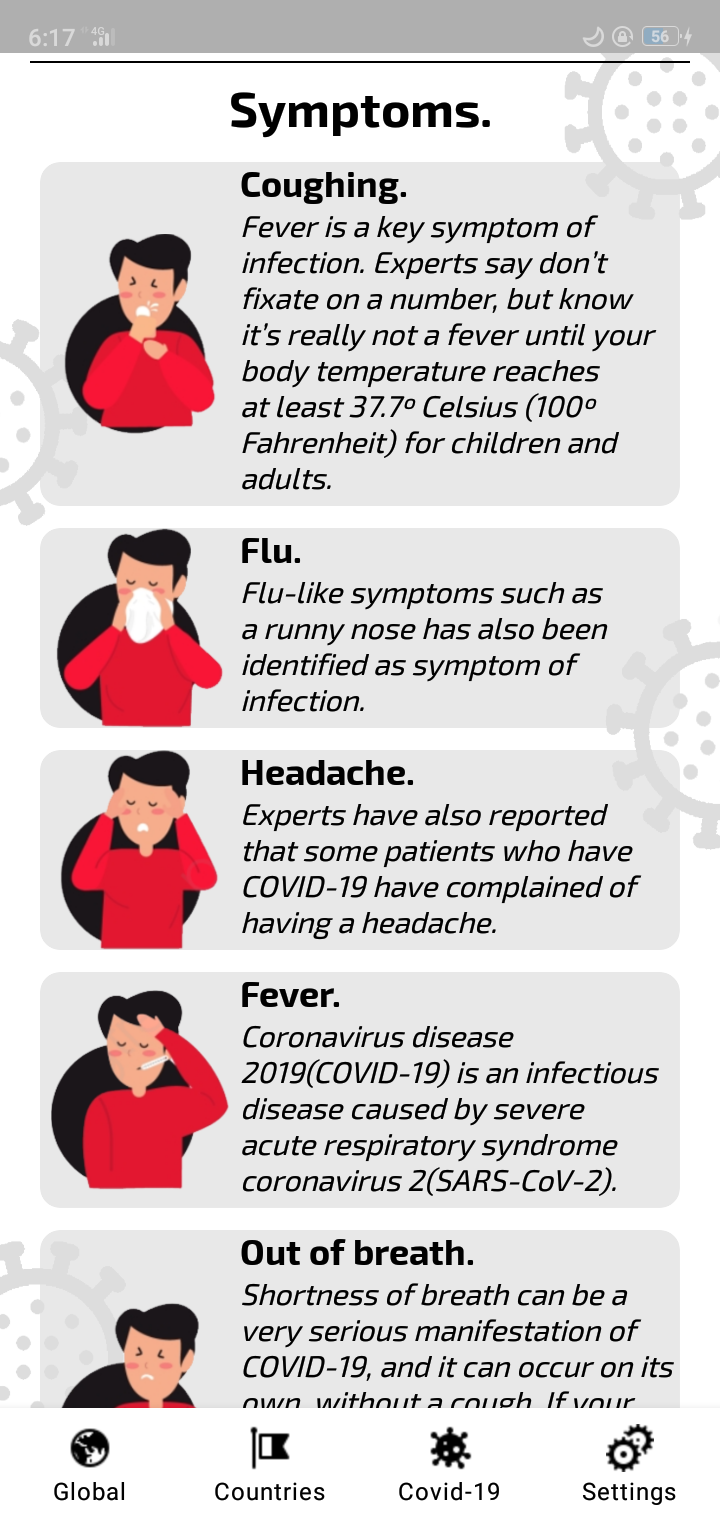 6:17 4G 56
Symptoms.
Coughing.
Fever is a key symptom of
infection. Experts say don't
fixate on a number, but know
it's really not a fever until your
body temperature reaches
at least 37.7º Celsius (100º
Fahrenheit) for children and
adults.
Flu.
Flu-like symptoms such as
a runny nose has also been
identified as symptom of
infection.
Headache.
Experts have also reported
that some patients who have
COVID-19 have complained of
having a headache.
Fever.
Coronavirus disease
2019(COVID-19) is an infectious
disease caused by severe
acute respiratory syndrome
coronavirus 2(SARS-CoV-2).
Out of breath.
Shortness of breath can be a
very serious manifestation of
COVID-19, and it can occur on its
own, without a cough. If your
Global Countries Covid-19 Settings